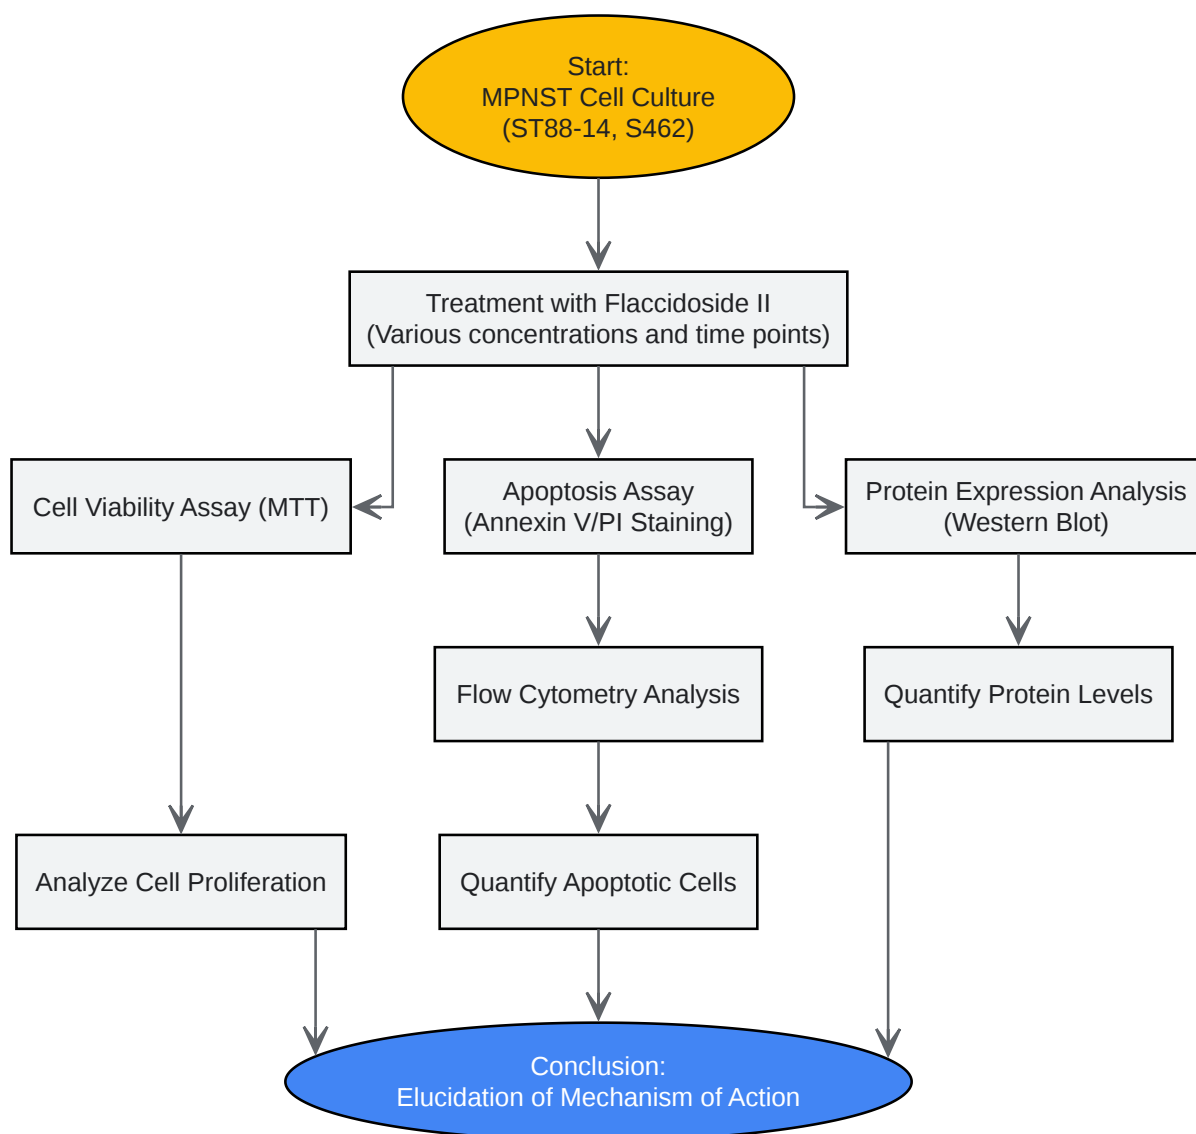 Start:
MPNST Cell Culture
(ST88-14, S462)
Treatment with Flaccidoside II
(Various concentrations and time points)
Cell Viability Assay (MTT)
Apoptosis Assay
(Annexin V/PI Staining)
Protein Expression Analysis
(Western Blot)
Flow Cytometry Analysis
Quantify Protein Levels
Analyze Cell Proliferation
Quantify Apoptotic Cells
Conclusion:
Elucidation of Mechanism of Action